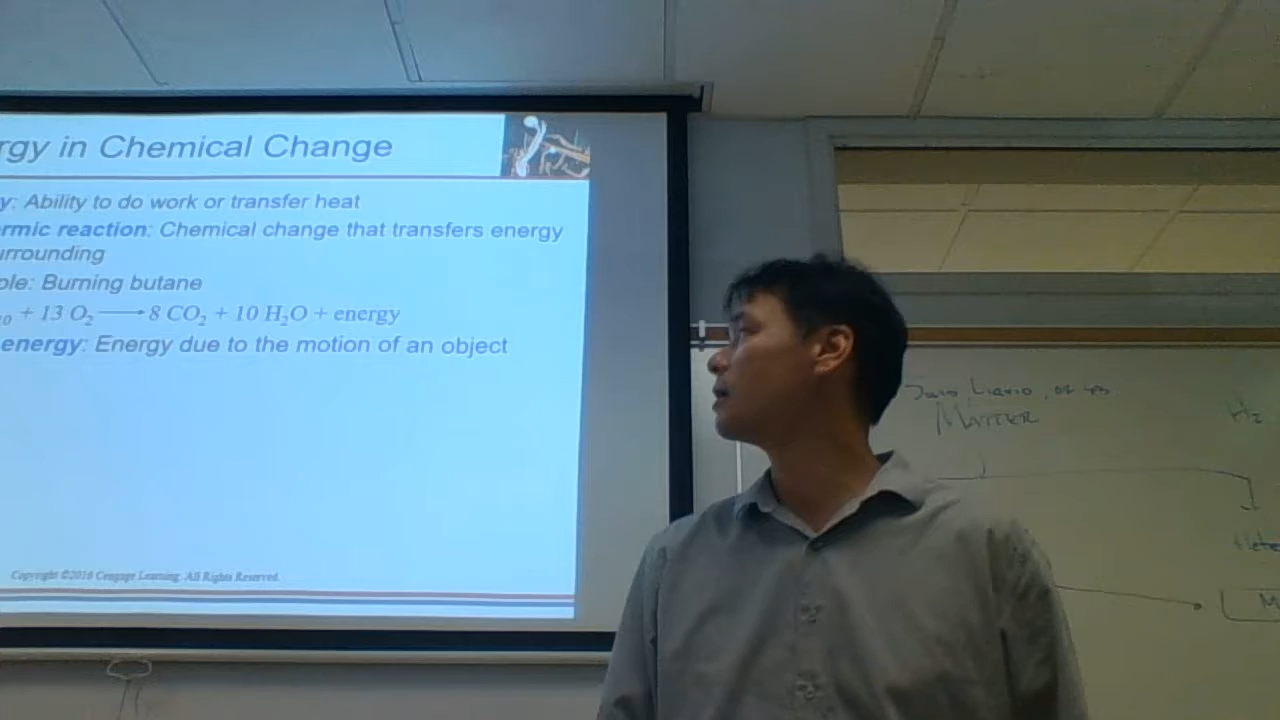 rgy in Chemical Change
y: Ability to do work or transfer heat
rmic reaction: Chemical change that transfers energy
urrounding
ple: Burning butane
10 + 13 O2 ⟶ 8 CO2 + 10 H2O + energy
energy: Energy due to the motion of an object
Copyright ©2016 Cengage Learning. All Rights Reserved.
MATTER
H2
Hete
M